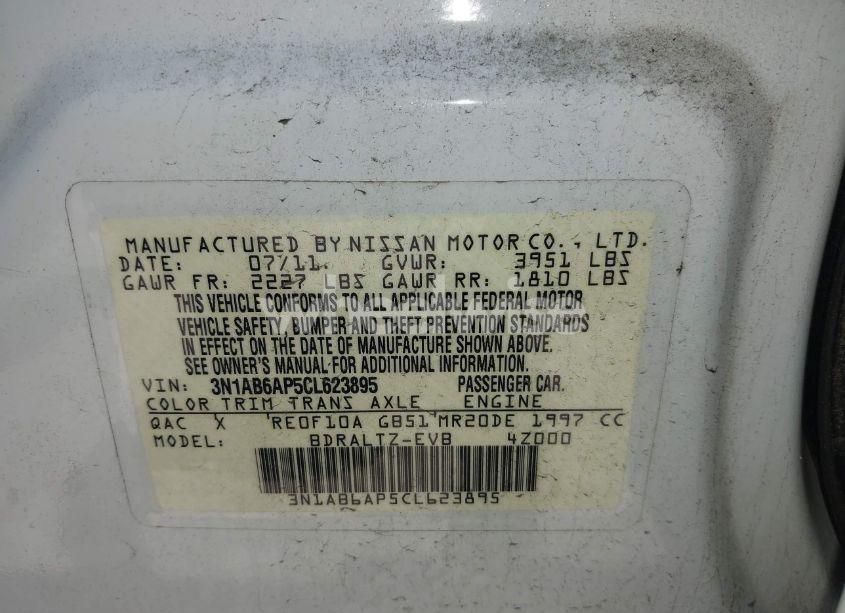 MANUFACTURED BY NISSAN MOTOR CO., LTD.
DATE: 07/11 GVWR: 3951 LBS
GAWR FR: 2227 LBS GAWR RR: 1810 LBS
THIS VEHICLE CONFORMS TO ALL APPLICABLE FEDERAL MOTOR
VEHICLE SAFETY, BUMPER AND THEFT PREVENTION STANDARDS
IN EFFECT ON THE DATE OF MANUFACTURE SHOWN ABOVE.
SEE OWNER'S MANUAL FOR ADDITIONAL INFORMATION.
VIN: 3N1AB6AP5CL623895 PASSENGER CAR.
COLOR TRIM TRANS AXLE ENGINE
QAC X RE0F10A GB51 MR20DE 1997 CC
MODEL: BDRALTZ-EVB 4Z000
3N1AB6AP5CL623895